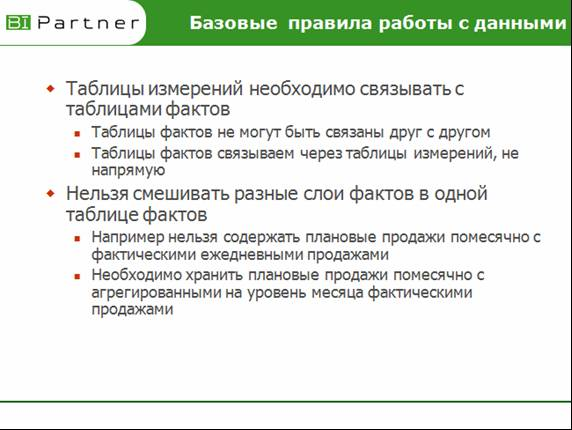 BI Partner
Базовые правила работы с данными
Таблицы измерений необходимо связывать с
таблицами фактов
Таблицы фактов не могут быть связаны друг с другом
Таблицы фактов связываем через таблицы измерений, не
напрямую
Нельзя смешивать разные слои фактов в одной
таблице фактов
Например нельзя содержать плановые продажи помесячно с
фактическими ежедневными продажами
Необходимо хранить плановые продажи помесячно с
агрегированными на уровень месяца фактическими
продажами